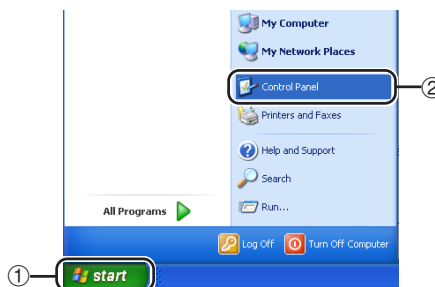 My Computer
My Network Places
Control Panel
②
Printers and Faxes
Help and Support
Search
All Programs
Run...
Log Off Turn Off Computer
① start